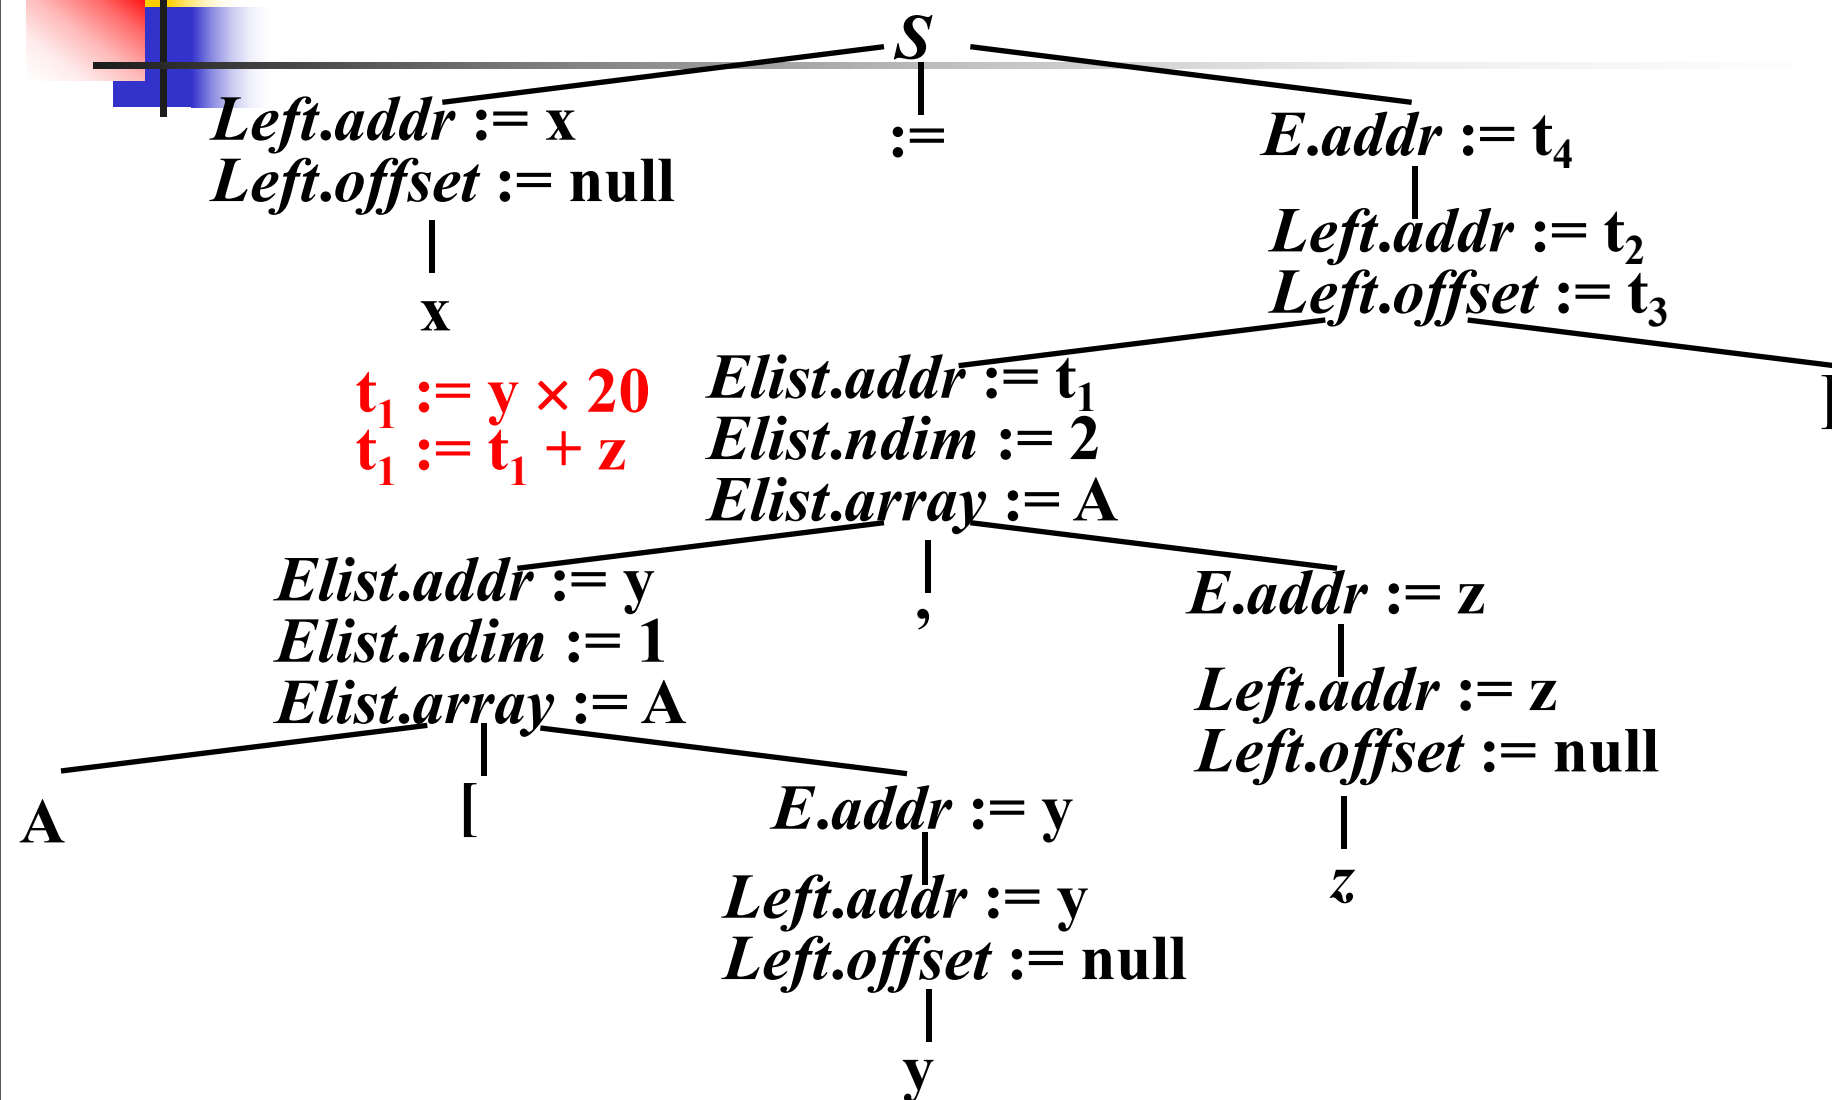 S
Left.addr := x
:=
E.addr := t₄
Left.offset := null
Left.addr := t₂
x
Left.offset := t₃
t₁ := y × 20
Elist.addr := t₁
]
t₁ := t₁ + z
Elist.ndim := 2
Elist.array := A
Elist.addr := y
,
E.addr := z
Elist.ndim := 1
Elist.array := A
Left.addr := z
Left.offset := null
A
[
E.addr := y
z
Left.addr := y
Left.offset := null
y